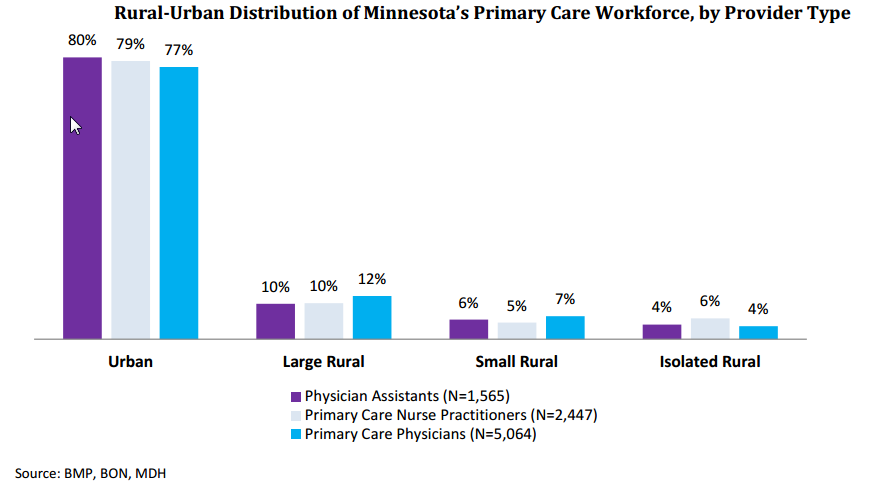 Rural-Urban Distribution of Minnesota’s Primary Care Workforce, by Provider Type
80% 79% 77%
10% 10% 12%
6% 5% 7%
4% 6% 4%
Urban Large Rural Small Rural Isolated Rural
Physician Assistants (N=1,565)
Primary Care Nurse Practitioners (N=2,447)
Primary Care Physicians (N=5,064)
Source: BMP, BON, MDH